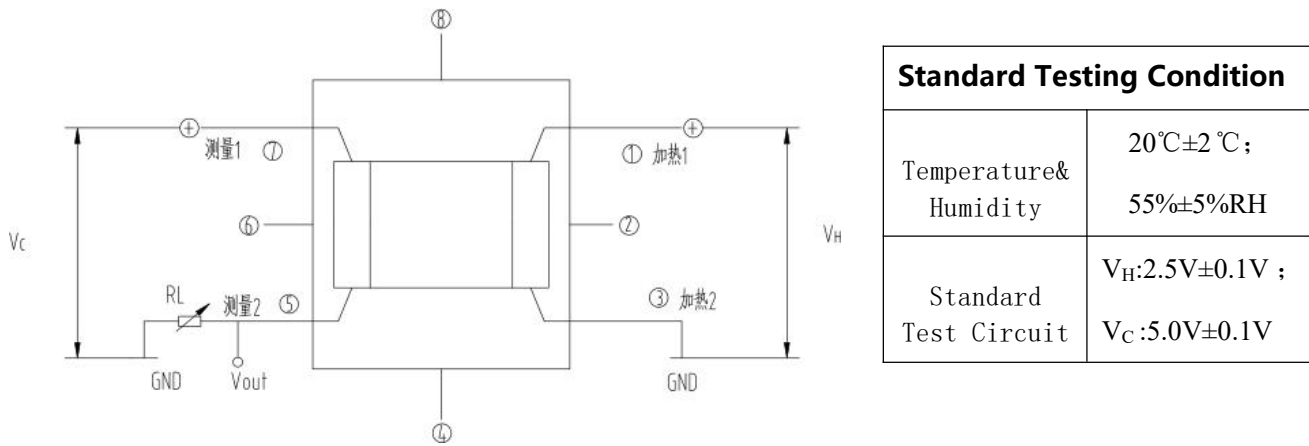 ⑧
测量1 ⑦
① 加热1
⑥
②
Vc
VH
RL
测量2 ⑤
③ 加热2
GND
Vout
GND
④
Standard Testing Condition
Temperature&
Humidity
20℃±2 ℃；
55%±5%RH
Standard
Test Circuit
VH:2.5V±0.1V ；
VC :5.0V±0.1V